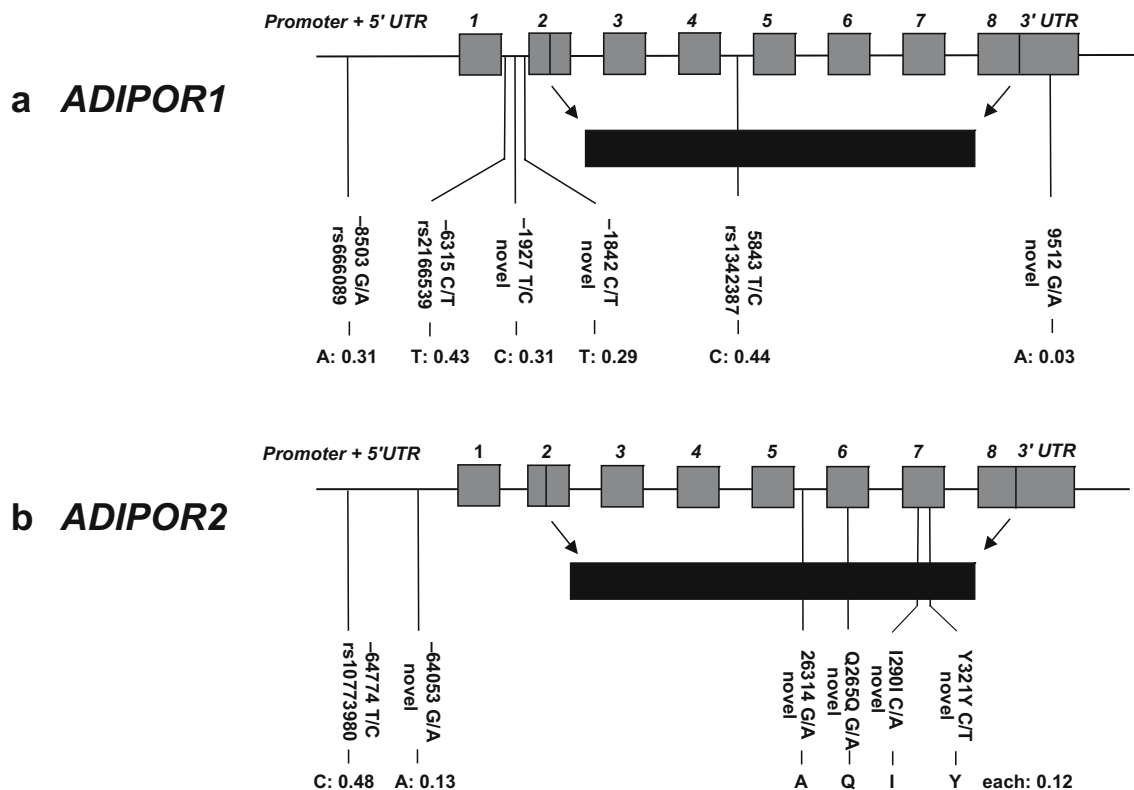 Promoter + 5' UTR 1 2 3 4 5 6 7 8 3' UTR
a ADIPOR1
–8503 G/A
rs666089
–6315 C/T
rs2166539
–1927 T/C
novel
–1842 C/T
novel
5843 T/C
rs1342387
9512 G/A
novel
A: 0.31 T: 0.43 C: 0.31 T: 0.29 C: 0.44 A: 0.03
Promoter + 5'UTR 1 2 3 4 5 6 7 8 3' UTR
b ADIPOR2
–64774 T/C
rs10773980
–64053 G/A
novel
26314 G/A
novel
Q265Q G/A
novel
I290I C/A
novel
Y321Y C/T
novel
C: 0.48 A: 0.13 A Q I Y each: 0.12